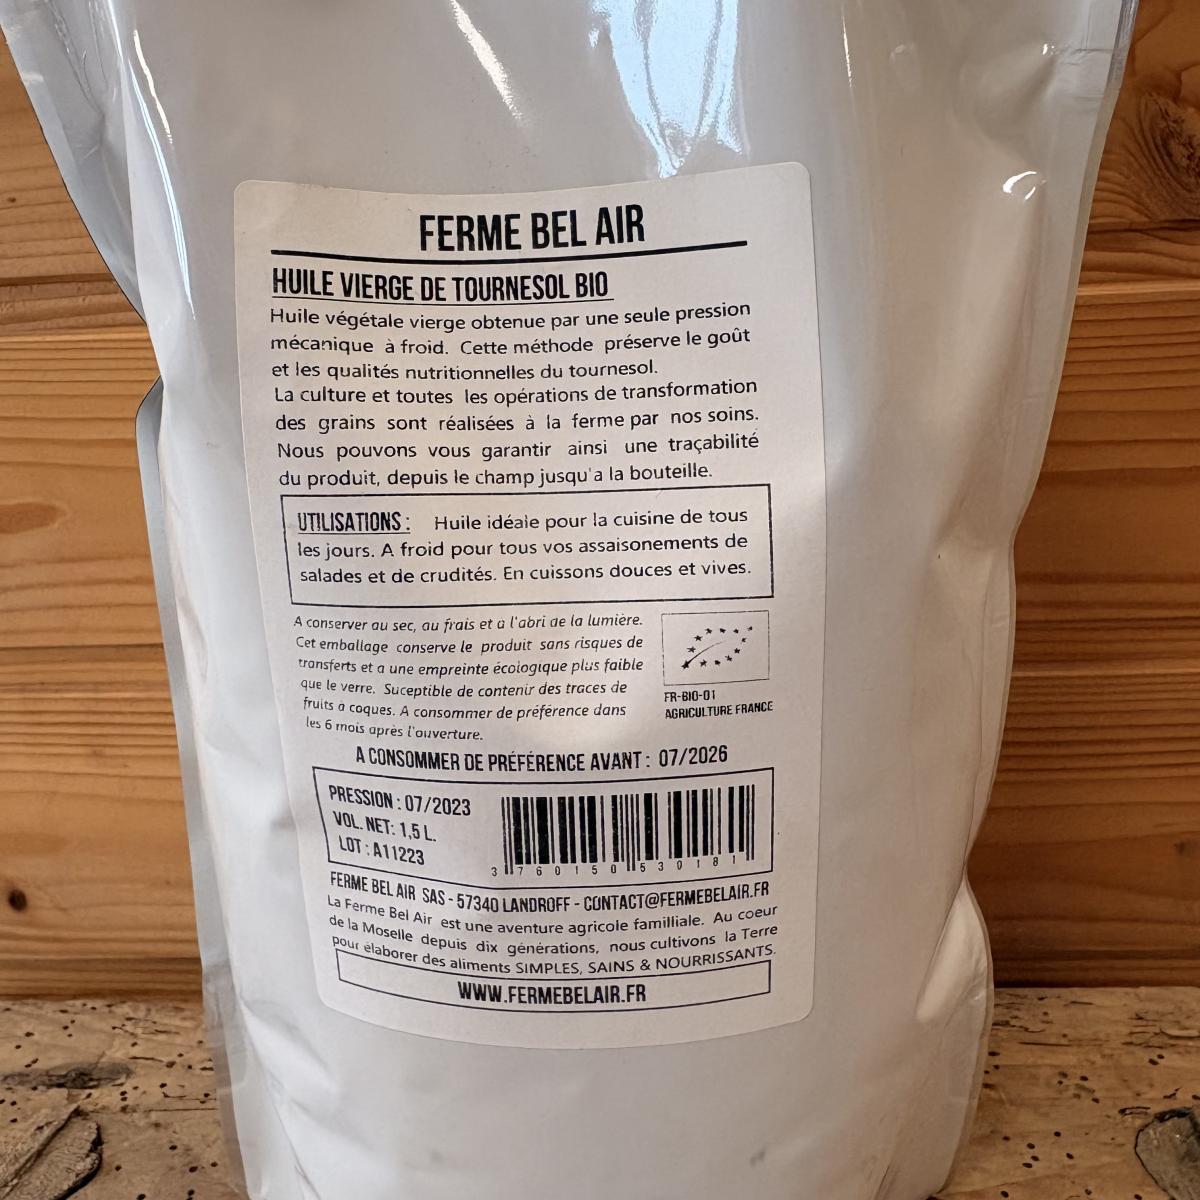 FERME BEL AIR
HUILE VIERGE DE TOURNESOL BIO
Huile végétale vierge obtenue par une seule pression
mécanique à froid. Cette méthode préserve le goût
et les qualités nutritionnelles du tournesol.
La culture et toutes les opérations de transformation
des grains sont réalisées à la ferme par nos soins.
Nous pouvons vous garantir ainsi une traçabilité
du produit, depuis le champ jusqu'a la bouteille.
UTILISATIONS : Huile idéale pour la cuisine de tous
les jours. A froid pour tous vos assaisonements de
salades et de crudités. En cuissons douces et vives.
A conserver au sec, au frais et a l'abri de la lumière.
Cet emballage conserve le produit sans risques de
transferts et a une empreinte écologique plus faible
que le verre. Suceptible de contenir des traces de
fruits à coques. A consommer de préférence dans
les 6 mois après l'ouverture.
FR-BIO-01
AGRICULTURE FRANCE
A CONSOMMER DE PRÉFÉRENCE AVANT : 07/2026
PRESSION : 07/2023
VOL. NET: 1,5 L.
LOT : A11223
3 760150 530181
FERME BEL AIR SAS - 57340 LANDROFF - CONTACT@FERMEBELAIR.FR
La Ferme Bel Air est une aventure agricole familliale. Au coeur
de la Moselle depuis dix générations, nous cultivons la Terre
pour élaborer des aliments SIMPLES, SAINS & NOURRISSANTS.
WWW.FERMEBELAIR.FR